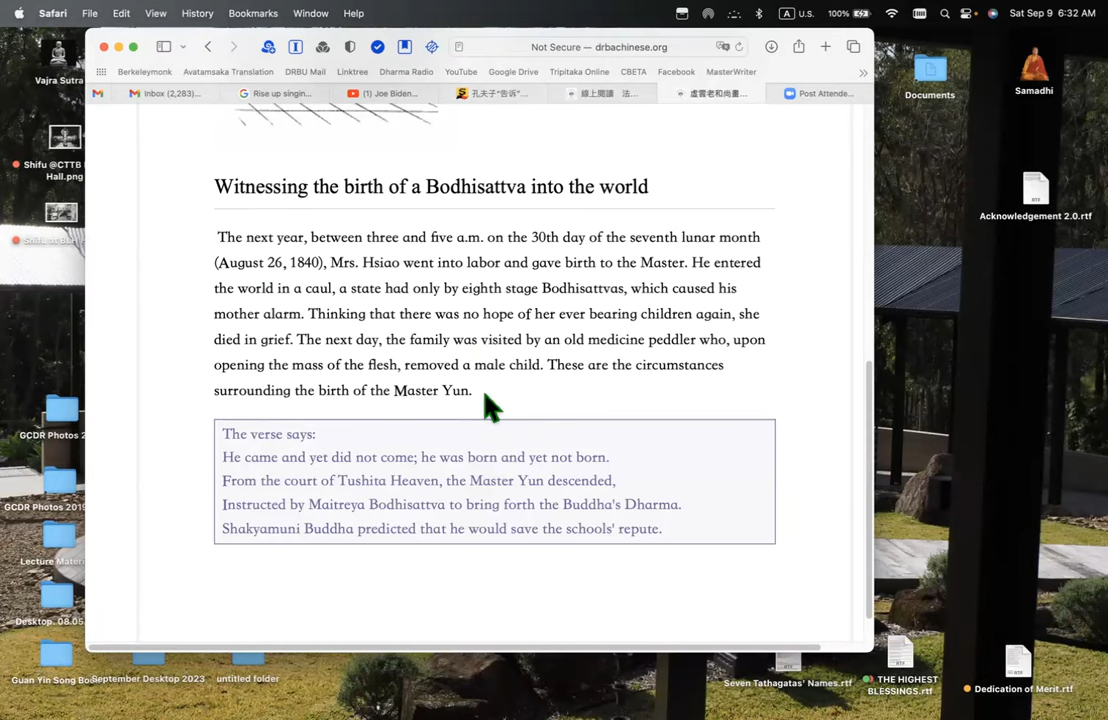 Safari File Edit View History Bookmarks Window Help
A U.S. 100% Sat Sep 9 6:32 AM
Not Secure — drbachinese.org
Berkeleymonk Avatamsaka Translation DRBU Mail Linktree Dharma Radio YouTube Google Drive Tripitaka Online CBETA Facebook MasterWriter
Inbox (2,283)... Rise up singin... (1) Joe Biden... 孔夫子“告诉”... 線上閱讀 法... 虛雲老和尚畫... Post Attende...
Vajra Sutra
Shifu @CTTB
Hall.png
Shifu at BLH
GCDR Photos 2
GCDR Photos 2019
Lecture Mater
Desktop. 08.05
Guan Yin Song Boo
September Desktop 2023
untitled folder
Witnessing the birth of a Bodhisattva into the world
The next year, between three and five a.m. on the 30th day of the seventh lunar month
(August 26, 1840), Mrs. Hsiao went into labor and gave birth to the Master. He entered
the world in a caul, a state had only by eighth stage Bodhisattvas, which caused his
mother alarm. Thinking that there was no hope of her ever bearing children again, she
died in grief. The next day, the family was visited by an old medicine peddler who, upon
opening the mass of the flesh, removed a male child. These are the circumstances
surrounding the birth of the Master Yun.
The verse says:
He came and yet did not come; he was born and yet not born.
From the court of Tushita Heaven, the Master Yun descended,
Instructed by Maitreya Bodhisattva to bring forth the Buddha's Dharma.
Shakyamuni Buddha predicted that he would save the schools' repute.
Documents
Samadhi
RTF
Acknowledgement 2.0.rtf
Seven Tathagatas' Names.rtf
RTF
THE HIGHEST
BLESSINGS.rtf
RTF
Dedication of Merit.rtf